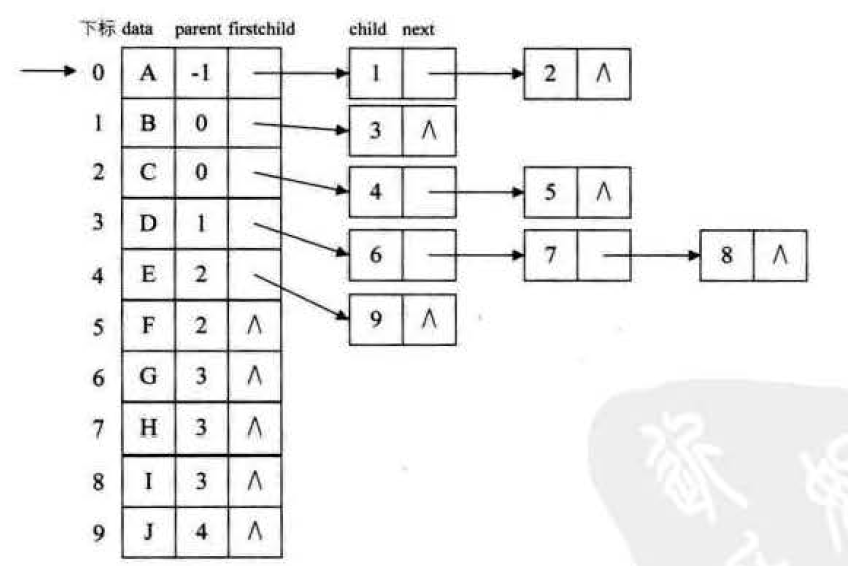 下标 data parent firstchild child next
0 A -1 1 2 Λ
1 B 0 3 Λ
2 C 0 4 5 Λ
3 D 1 6 7 8 Λ
4 E 2 9 Λ
5 F 2 Λ
6 G 3 Λ
7 H 3 Λ
8 I 3 Λ
9 J 4 Λ